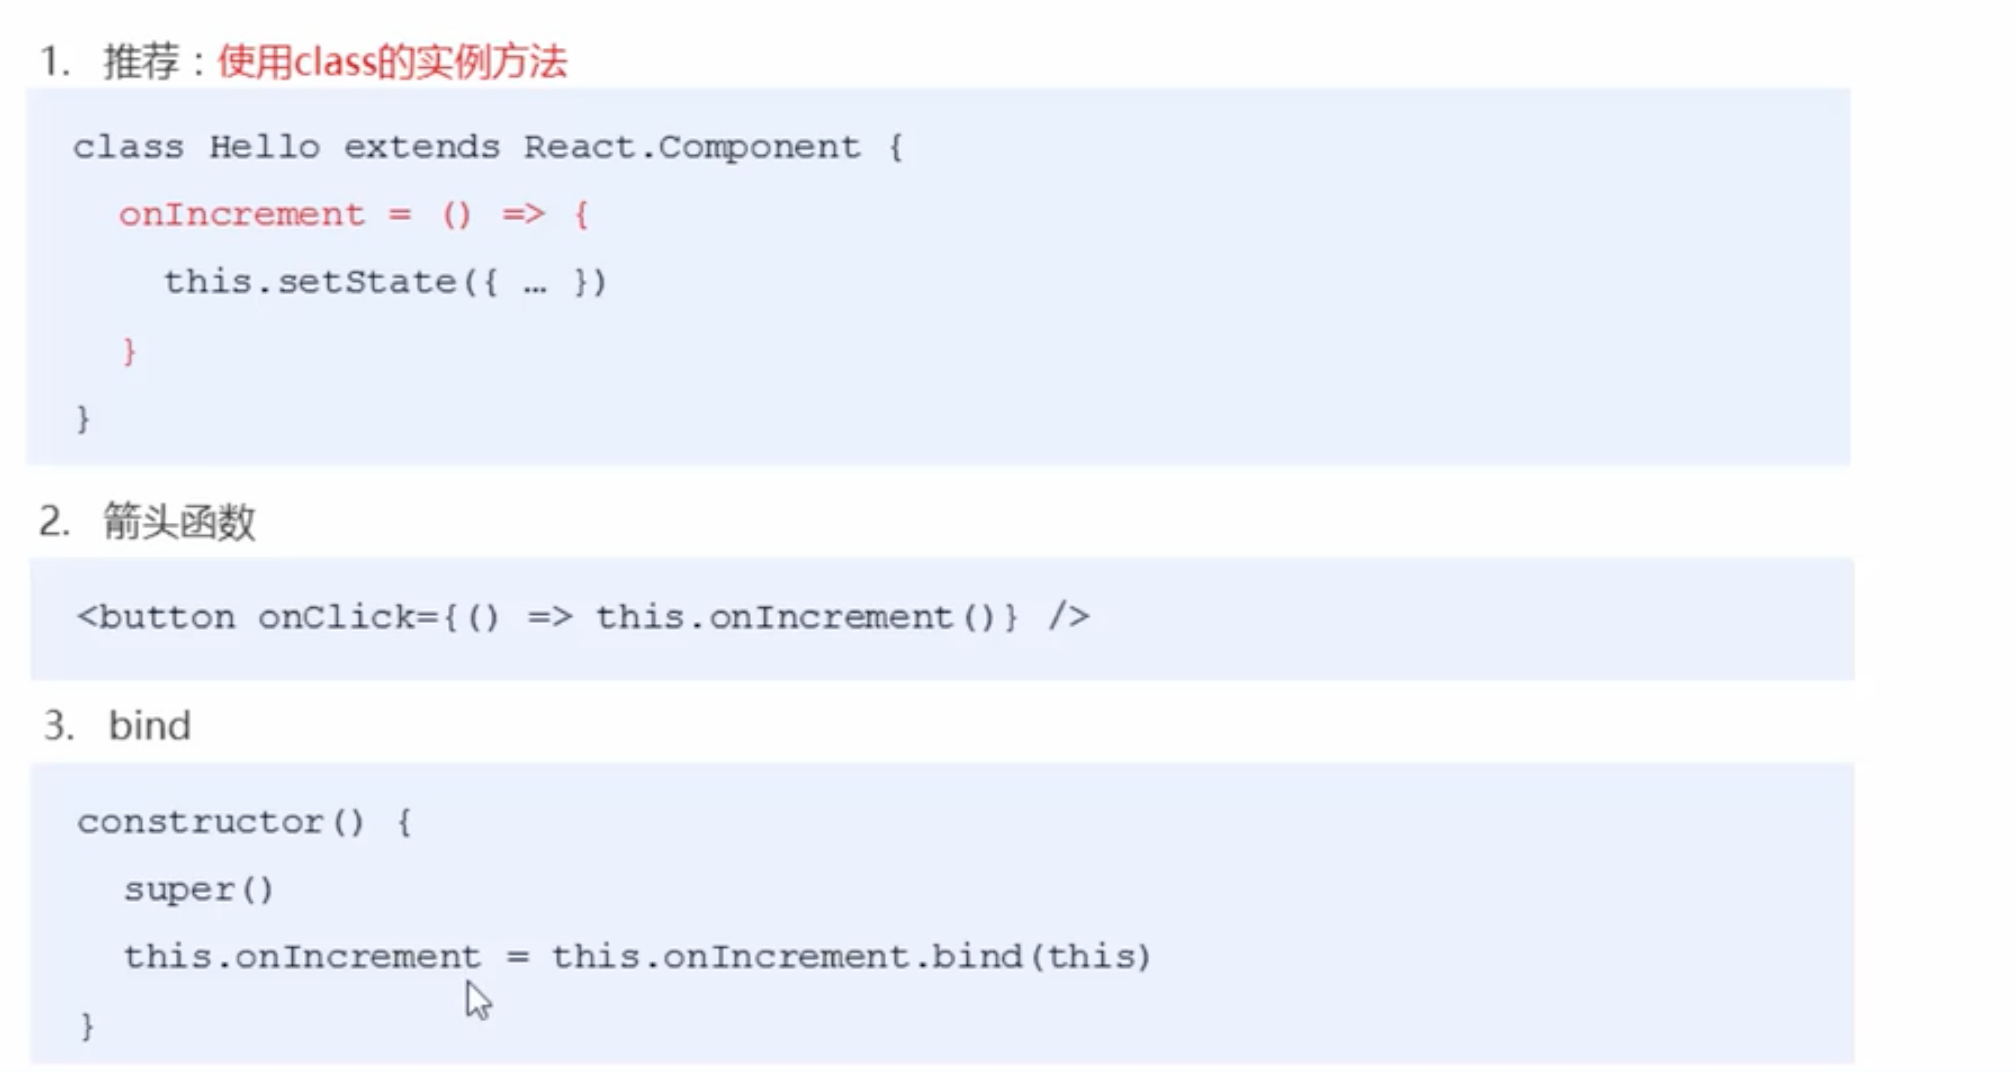 1. 推荐：使用class的实例方法
class Hello extends React.Component {
onIncrement = () => {
this.setState({ … })
}
}
2. 箭头函数
<button onClick={() => this.onIncrement()} />
3. bind
constructor() {
super()
this.onIncrement = this.onIncrement.bind(this)
}